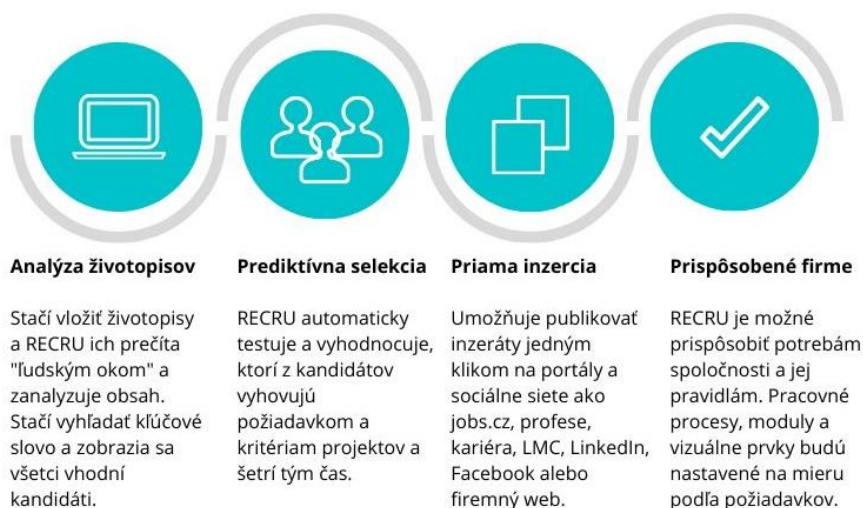 Analýza životopisov
Stačí vložiť životopisy
a RECRU ich prečíta
"ľudským okom" a
zanalyzuje obsah.
Stačí vyhľadať kľúčové
slovo a zobrazia sa
všetci vhodní
kandidáti.
Prediktívna selekcia
RECRU automaticky
testuje a vyhodnocuje,
ktorí z kandidátov
vyhovujú
požiadavkom a
kritériam projektov a
šetrí tým čas.
Priama inzercia
Umožňuje publikovať
inzeráty jedným
klikom na portály a
sociálne siete ako
jobs.cz, profese,
kariéra, LMC, LinkedIn,
Facebook alebo
firemný web.
Prispôsobené firme
RECRU je možné
prispôsobiť potrebám
spoločnosti a jej
pravidlám. Pracovné
procesy, moduly a
vizuálne prvky budú
nastavené na mieru
podľa požiadavkov.